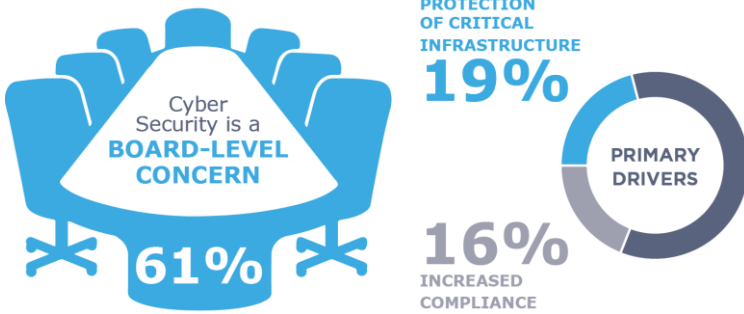 Cyber
Security is a
BOARD-LEVEL
CONCERN
61%
PROTECTION
OF CRITICAL
INFRASTRUCTURE
19%
PRIMARY
DRIVERS
16%
INCREASED
COMPLIANCE